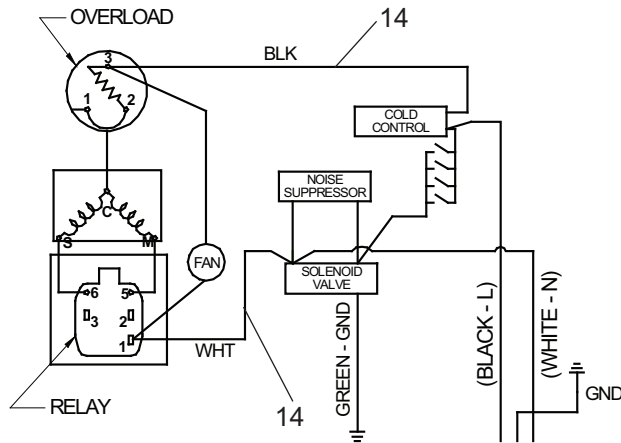 OVERLOAD
14
BLK
3
1
2
COLD
CONTROL
NOISE
SUPPRESSOR
C
S
M
FAN
SOLENOID
VALVE
6
5
3
2
1
WHT
GREEN - GND
(BLACK - L)
(WHITE - N)
GND
RELAY
14